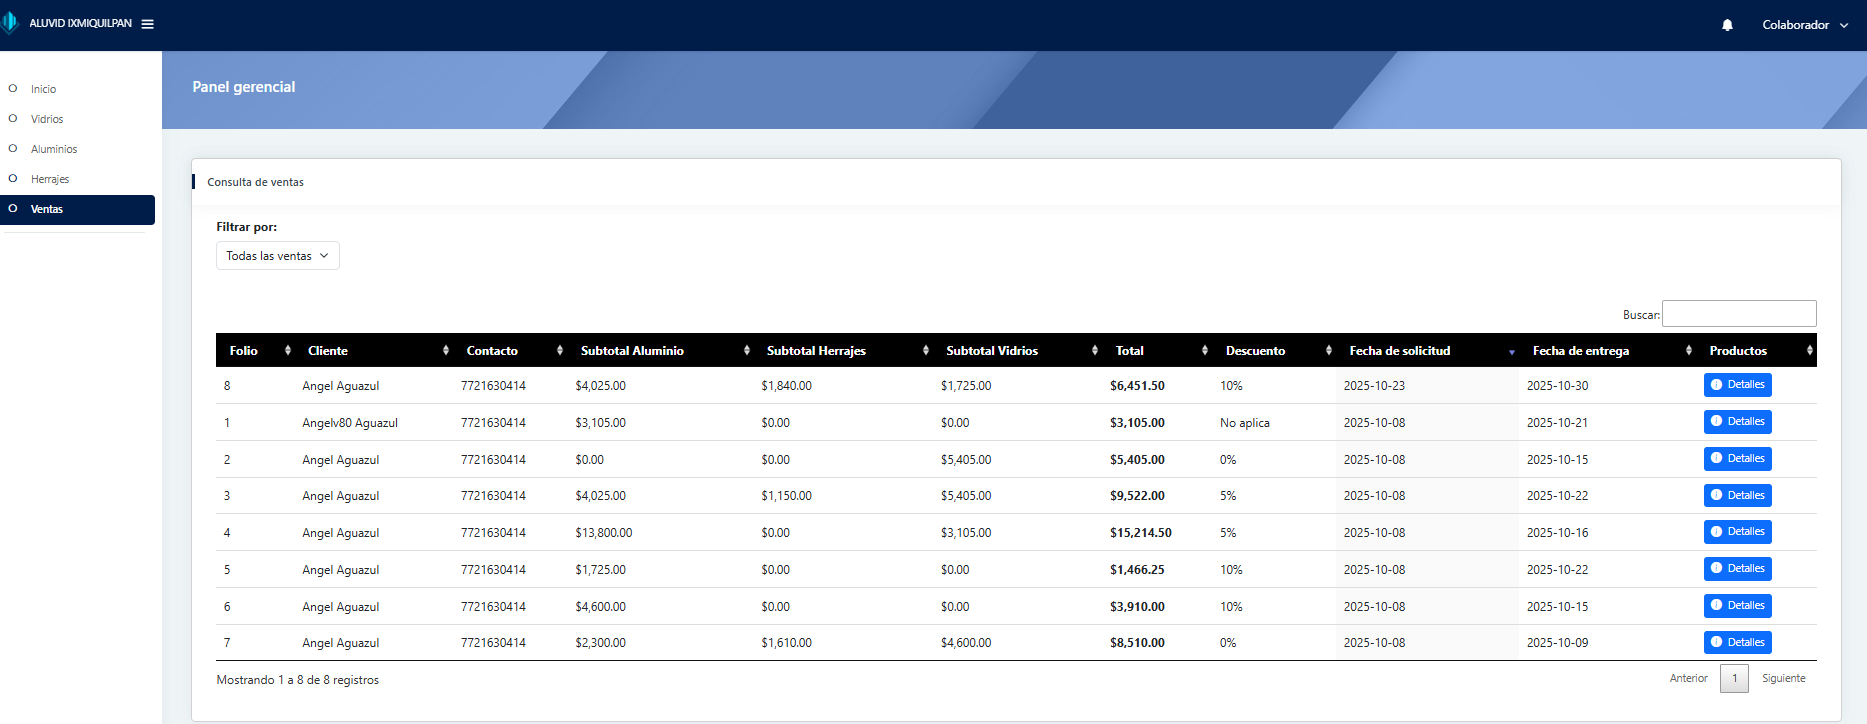 ALUVID IXMIQUILPAN
Colaborador
Inicio
Vidrios
Aluminios
Herrajes
Ventas
Panel gerencial
Consulta de ventas
Filtrar por:
Todas las ventas
Buscar:
Folio Cliente Contacto Subtotal Aluminio Subtotal Herrajes Subtotal Vidrios Total Descuento Fecha de solicitud Fecha de entrega Productos
8 Angel Aguazul 7721630414 $4,025.00 $1,840.00 $1,725.00 $6,451.50 10% 2025-10-23 2025-10-30 Detalles
1 Angelv80 Aguazul 7721630414 $3,105.00 $0.00 $0.00 $3,105.00 No aplica 2025-10-08 2025-10-21 Detalles
2 Angel Aguazul 7721630414 $0.00 $0.00 $5,405.00 $5,405.00 0% 2025-10-08 2025-10-15 Detalles
3 Angel Aguazul 7721630414 $4,025.00 $1,150.00 $5,405.00 $9,522.00 5% 2025-10-08 2025-10-22 Detalles
4 Angel Aguazul 7721630414 $13,800.00 $0.00 $3,105.00 $15,214.50 5% 2025-10-08 2025-10-16 Detalles
5 Angel Aguazul 7721630414 $1,725.00 $0.00 $0.00 $1,466.25 10% 2025-10-08 2025-10-22 Detalles
6 Angel Aguazul 7721630414 $4,600.00 $0.00 $0.00 $3,910.00 10% 2025-10-08 2025-10-15 Detalles
7 Angel Aguazul 7721630414 $2,300.00 $1,610.00 $4,600.00 $8,510.00 0% 2025-10-08 2025-10-09 Detalles
Mostrando 1 a 8 de 8 registros
Anterior 1 Siguiente